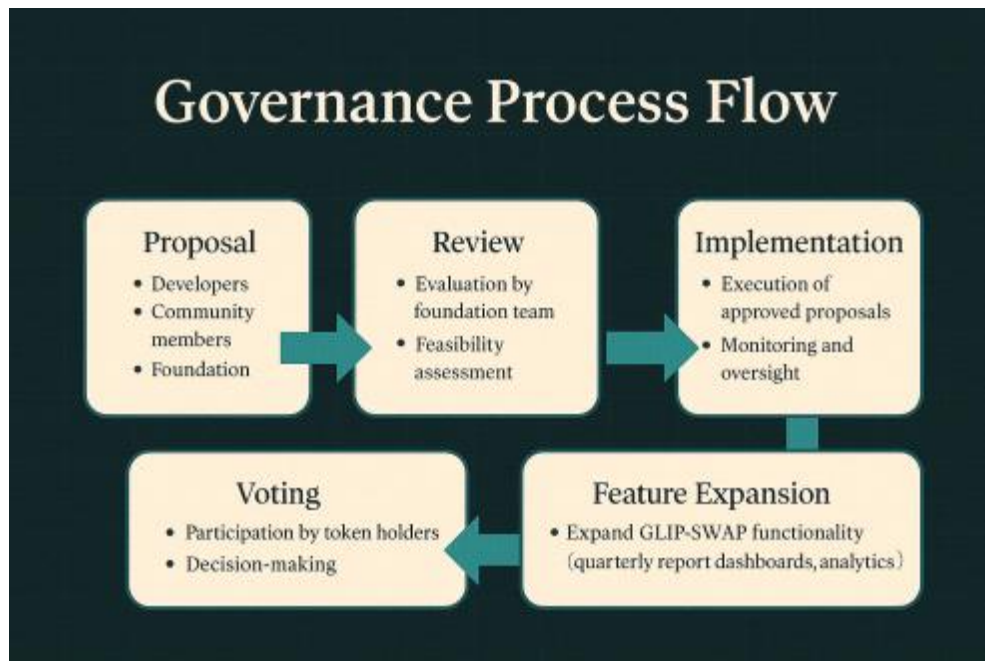 Governance Process Flow
Proposal
• Developers
• Community
members
• Foundation
Review
• Evaluation by
foundation team
• Feasibility
assessment
Implementation
• Execution of
approved proposals
• Monitoring and
oversight
Feature Expansion
• Expand GLIP-SWAP functionality
(quarterly report dashboards, analytics)
Voting
• Participation by token holders
• Decision-making